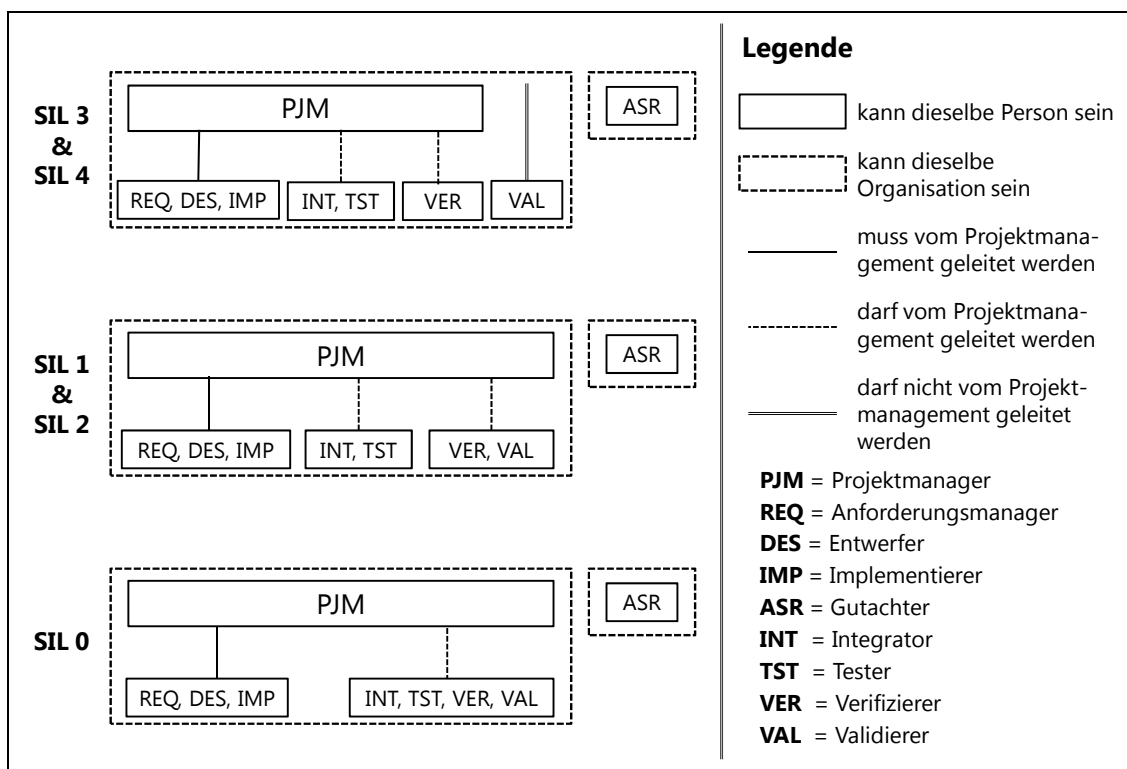 SIL 3
&
SIL 4
PJM
ASR
REQ, DES, IMP
INT, TST
VER
VAL
SIL 1
&
SIL 2
PJM
ASR
REQ, DES, IMP
INT, TST
VER, VAL
SIL 0
PJM
ASR
REQ, DES, IMP
INT, TST, VER, VAL
Legende
kann dieselbe Person sein
kann dieselbe
Organisation sein
muss vom Projektmana-
gement geleitet werden
darf vom Projektmana-
gement geleitet werden
darf nicht vom Projekt-
management geleitet
werden
PJM = Projektmanager
REQ = Anforderungsmanager
DES = Entwerfer
IMP = Implementierer
ASR = Gutachter
INT = Integrator
TST = Tester
VER = Verifizierer
VAL = Validierer